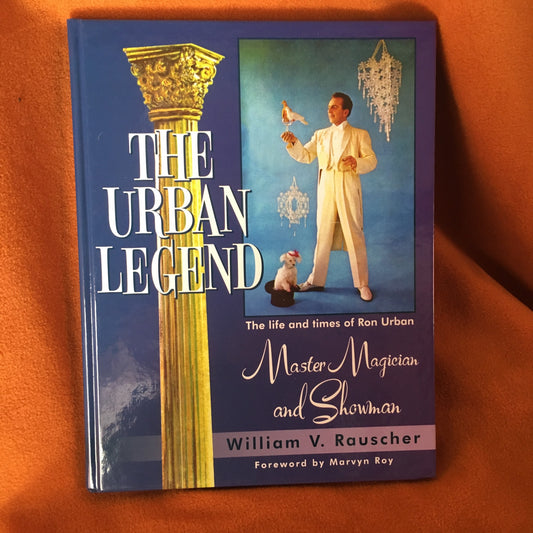 THE
URBAN
LEGEND
The life and times of Ron Urban
Master Magician
and Showman
William V. Rauscher
Foreword by Marvyn Roy